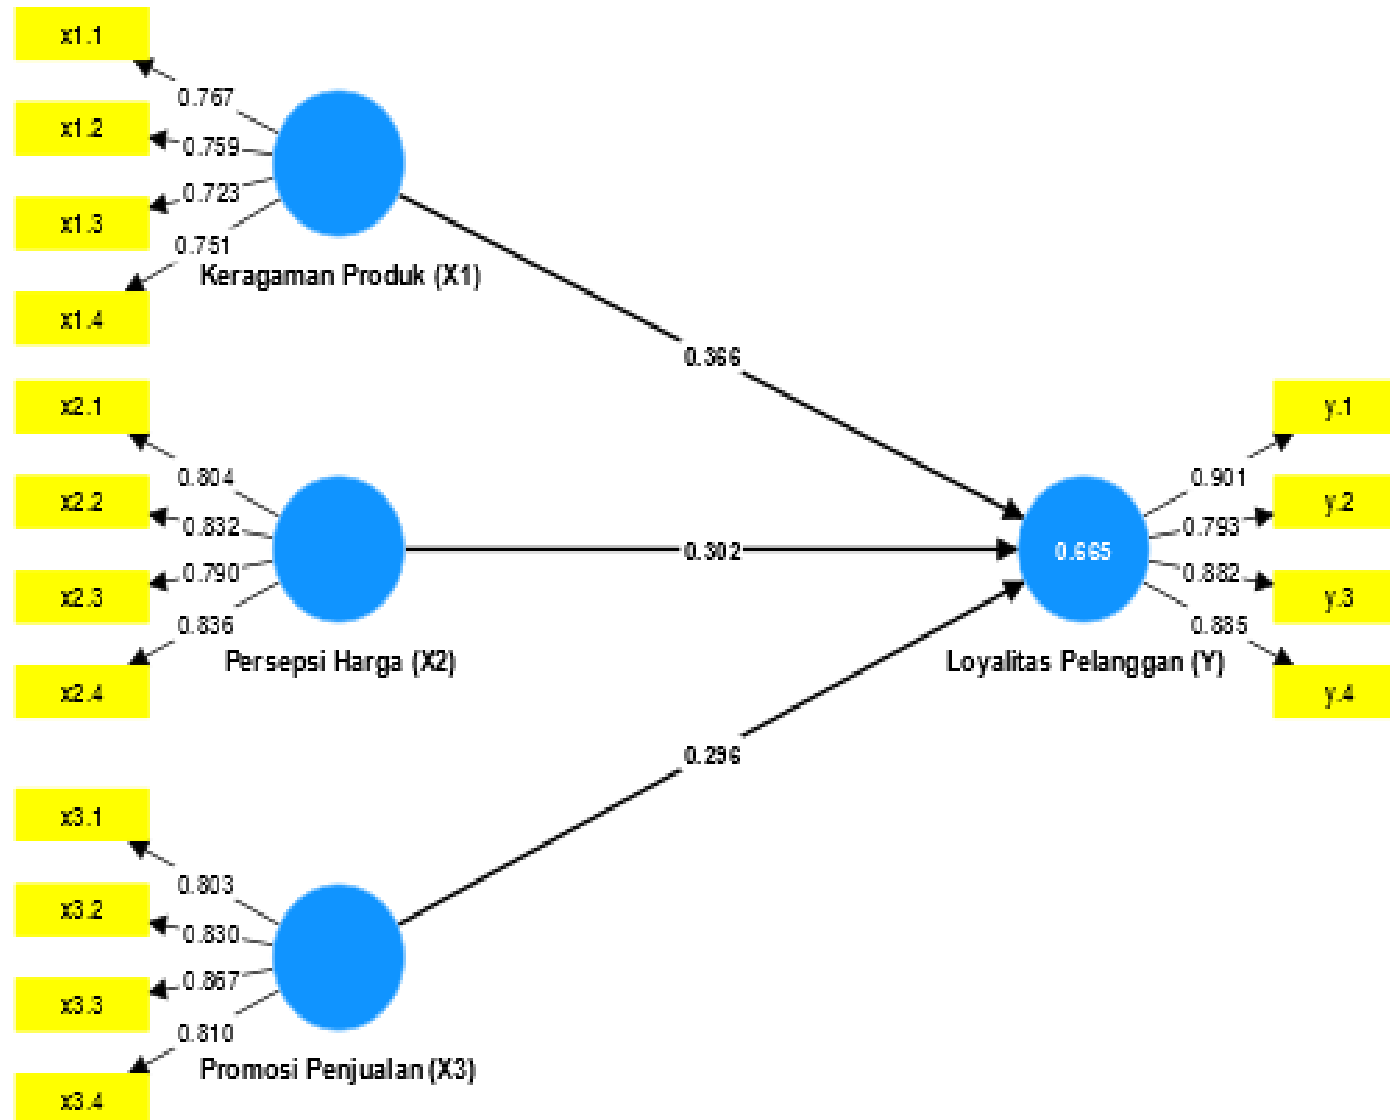 x1.1
0.767
x1.2
0.759
x1.3
0.723
0.751
x1.4
Keragaman Produk (X1)
0.366
x2.1
0.804
x2.2
0.832
x2.3
0.790
0.836
x2.4
Persepsi Harga (X2)
0.302
x3.1
0.803
x3.2
0.830
x3.3
0.867
0.810
x3.4
Promosi Penjualan (X3)
0.296
0.665
Loyalitas Pelanggan (Y)
y.1
0.901
y.2
0.793
y.3
0.882
0.885
y.4